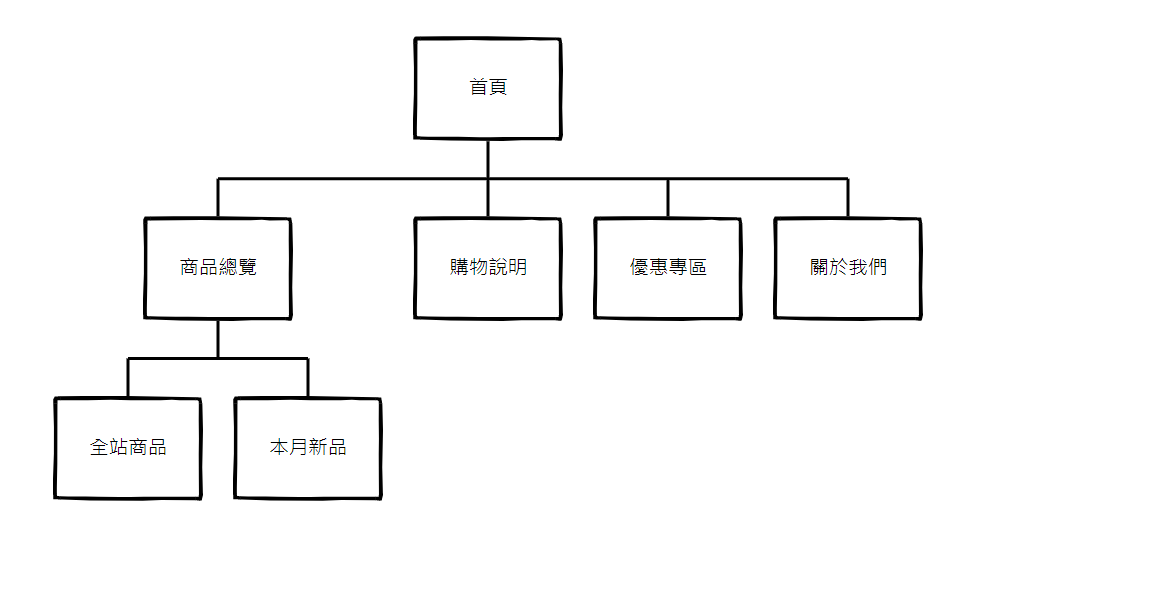 首頁
商品總覽
購物說明
優惠專區
關於我們
全站商品
本月新品